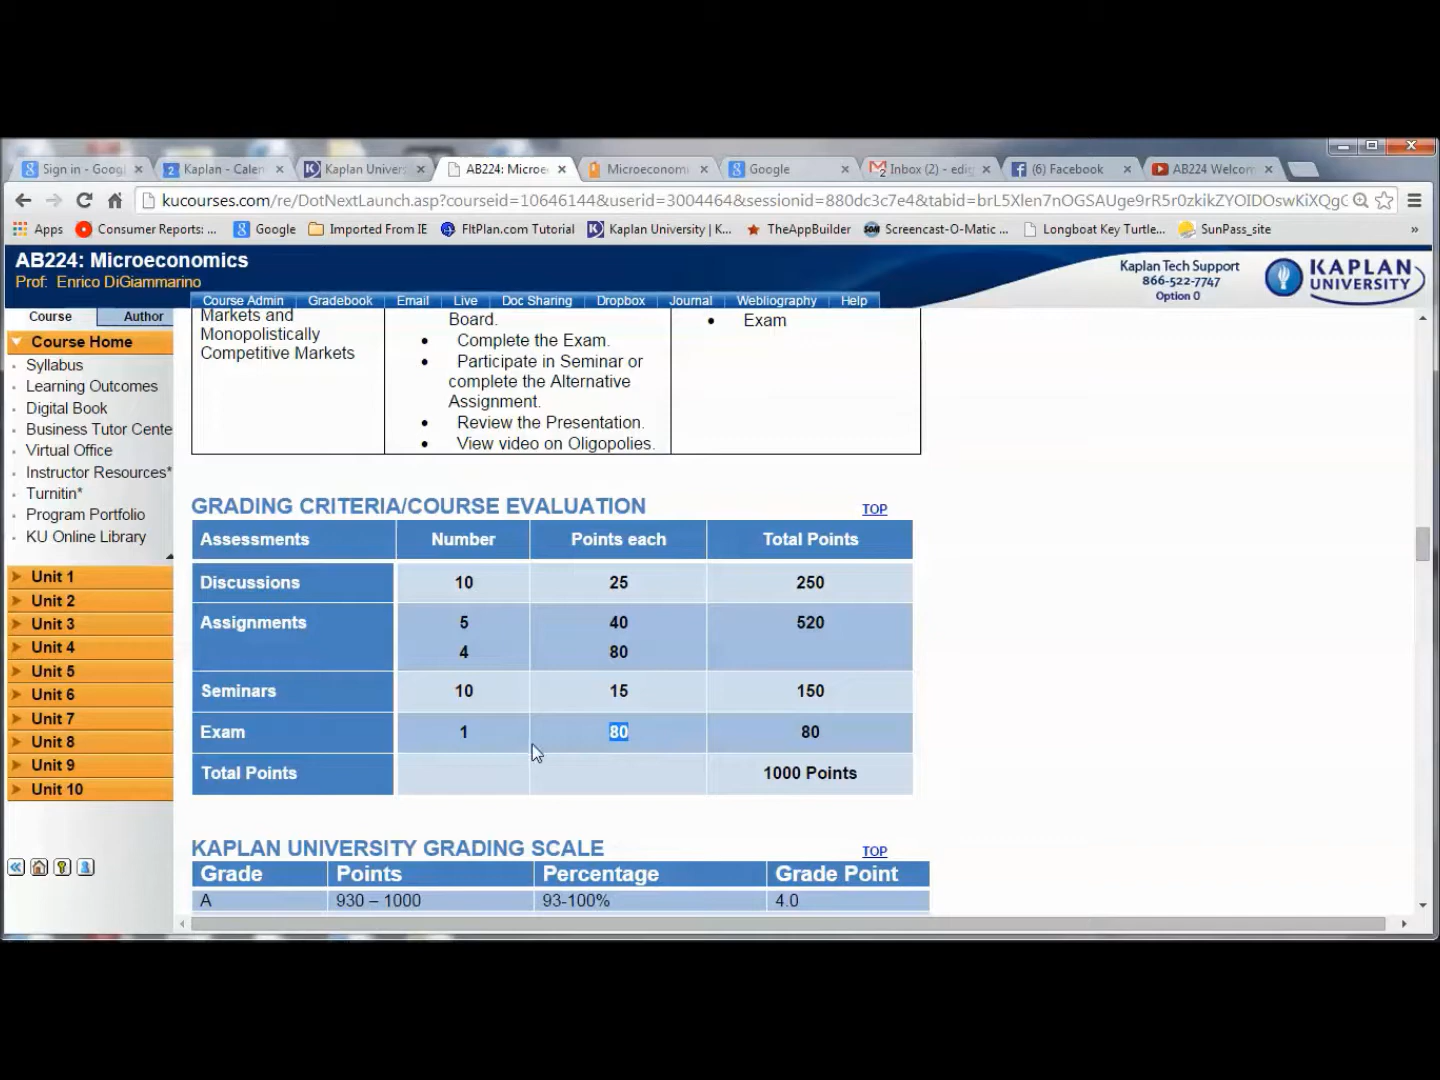 Sign in - Googl
Kaplan - Calen
Kaplan Univers
AB224: Microe
Microeconomi
Google
Inbox (2) - edig
(6) Facebook
AB224 Welcom
kucourses.com/re/DotNextLaunch.asp?courseid=10646144&userid=3004464&sessionid=880dc3c7e4&tabid=brL5Xlen7nOGSAUge9rR5r0zkikZYOIDOswKiXQgG
Apps
Consumer Reports: ...
Google
Imported From IE
FltPlan.com Tutorial
Kaplan University | K...
TheAppBuilder
Screencast-O-Matic ...
Longboat Key Turtle...
SunPass_site
»
AB224: Microeconomics
Prof: Enrico DiGiammarino
Kaplan Tech Support
866-522-7747
Option 0
KAPLAN
UNIVERSITY
Course Admin Gradebook Email Live Doc Sharing Dropbox Journal Webliography Help
Course Author
Course Home
Syllabus
Learning Outcomes
Digital Book
Business Tutor Cente
Virtual Office
Instructor Resources*
Turnitin*
Program Portfolio
KU Online Library
Unit 1
Unit 2
Unit 3
Unit 4
Unit 5
Unit 6
Unit 7
Unit 8
Unit 9
Unit 10
Markets and
Monopolistically
Competitive Markets
Board.
• Complete the Exam.
• Participate in Seminar or
complete the Alternative
Assignment.
• Review the Presentation.
• View video on Oligopolies.
• Exam
GRADING CRITERIA/COURSE EVALUATION
TOP
Assessments Number Points each Total Points
Discussions 10 25 250
Assignments 5 40 520
4 80
Seminars 10 15 150
Exam 1 80 80
Total Points 1000 Points
KAPLAN UNIVERSITY GRADING SCALE
TOP
Grade Points Percentage Grade Point
A 930 – 1000 93-100% 4.0